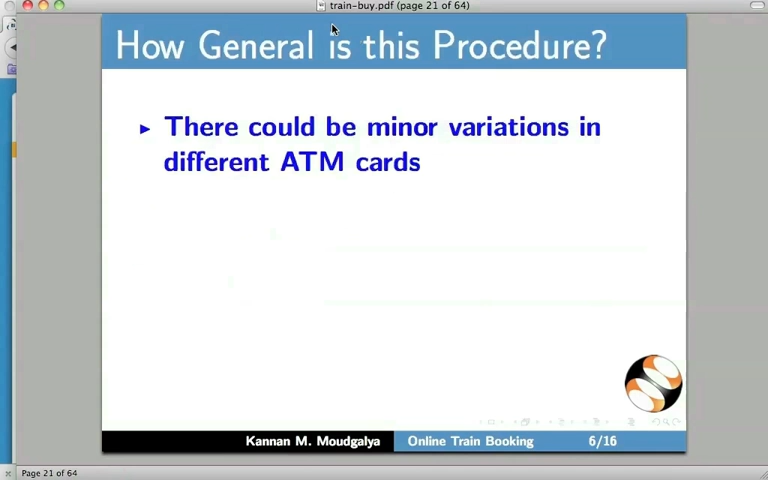 train-buy.pdf (page 21 of 64)
How General is this Procedure?
There could be minor variations in
different ATM cards
Kannan M. Moudgalya Online Train Booking 6/16
Page 21 of 64